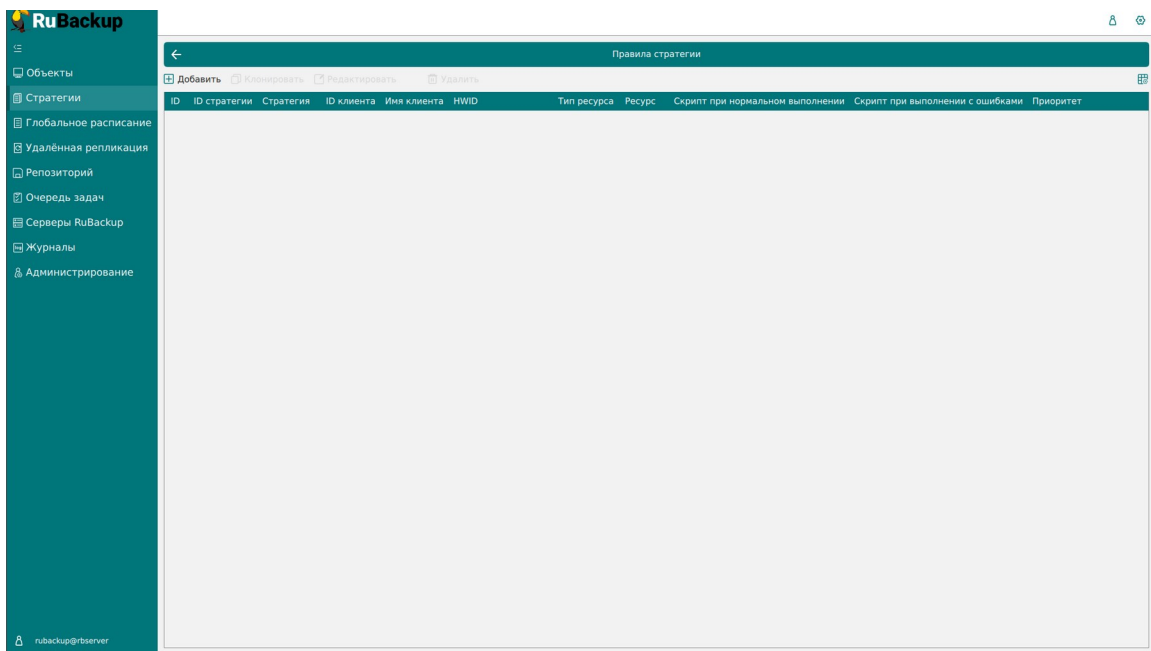 RuBackup
Объекты
Стратегии
Глобальное расписание
Удалённая репликация
Репозиторий
Очередь задач
Серверы RuBackup
Журналы
Администрирование
rubackup@rbserver
Правила стратегии
Добавить Клонировать Редактировать Удалить
ID ID стратегии Стратегия ID клиента Имя клиента HWID Тип ресурса Ресурс Скрипт при нормальном выполнении Скрипт при выполнении с ошибками Приоритет